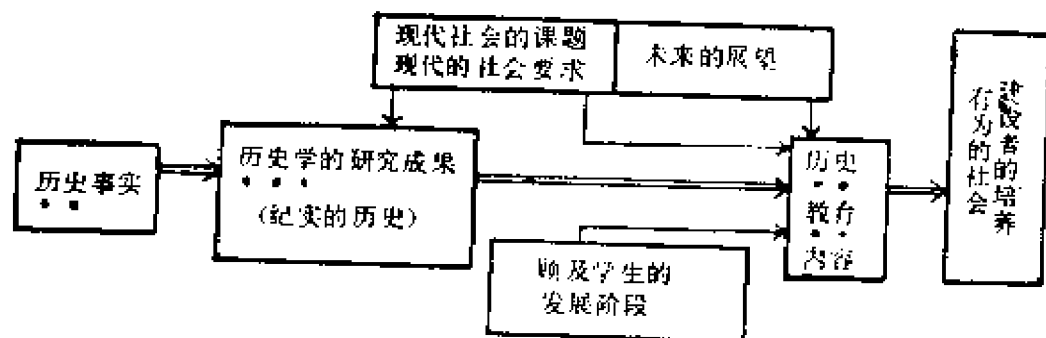 现代社会的课题
现代的社会要求
未来的展望
历史事实
历史学的研究成果
(纪实的历史)
历史
教育
内容
顾及学生的
发展阶段
有为的社会
建设者的培养